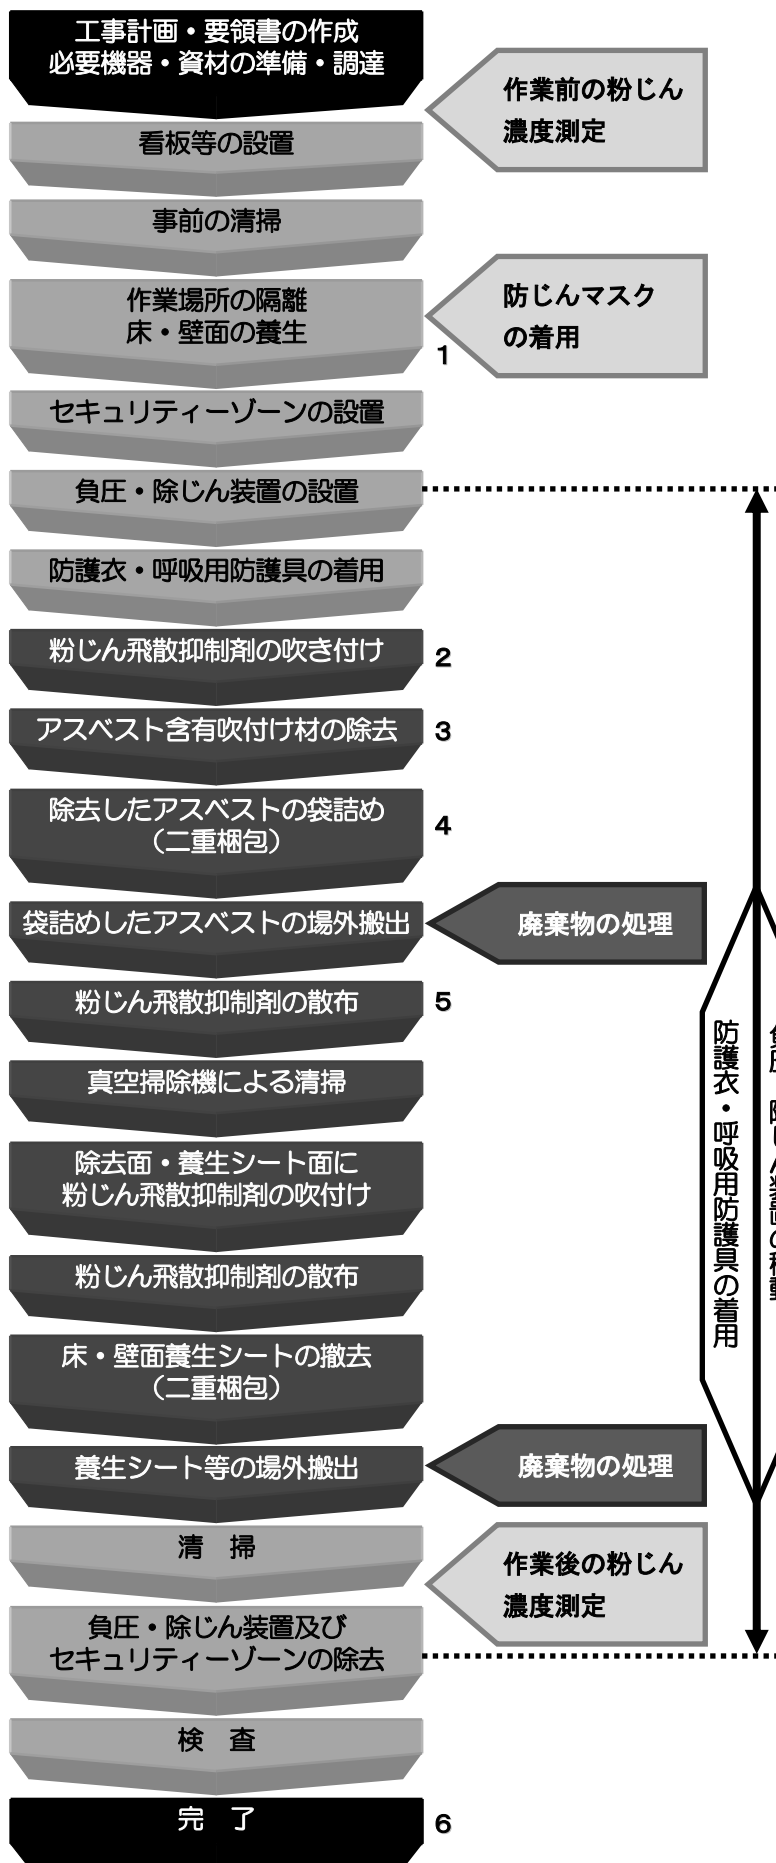 工事計画・要領書の作成
必要機器・資材の準備・調達
作業前の粉じん
濃度測定
看板等の設置
事前の清掃
作業場所の隔離
床・壁面の養生
防じんマスク
の着用
1
セキュリティーゾーンの設置
負圧・除じん装置の設置
防護衣・呼吸用防護具の着用
粉じん飛散抑制剤の吹き付け
2
アスベスト含有吹付け材の除去
3
除去したアスベストの袋詰め
（二重梱包）
4
袋詰めしたアスベストの場外搬出
廃棄物の処理
粉じん飛散抑制剤の散布
5
真空掃除機による清掃
防護衣・呼吸用防護具の着用
除去面・養生シート面に
粉じん飛散抑制剤の吹付け
粉じん飛散抑制剤の散布
床・壁面養生シートの撤去
（二重梱包）
養生シート等の場外搬出
廃棄物の処理
清　掃
作業後の粉じん
濃度測定
負圧・除じん装置及び
セキュリティーゾーンの除去
検　査
完　了
6